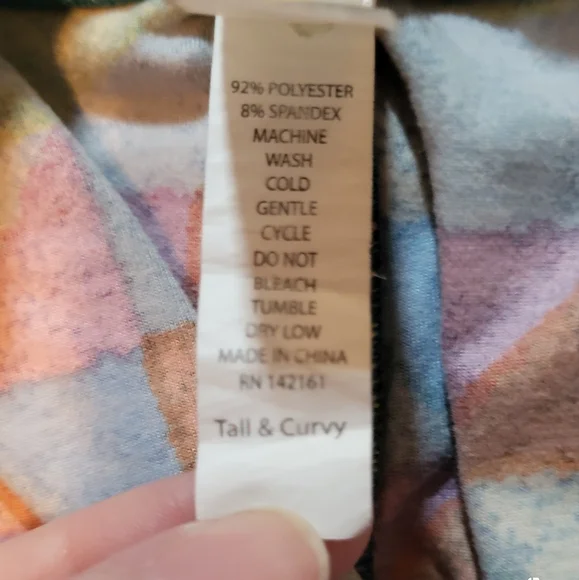 92% POLYESTER
8% SPANDEX
MACHINE
WASH
COLD
GENTLE
CYCLE
DO NOT
BLEACH
TUMBLE
DRY LOW
MADE IN CHINA
RN 142161
Tall & Curvy